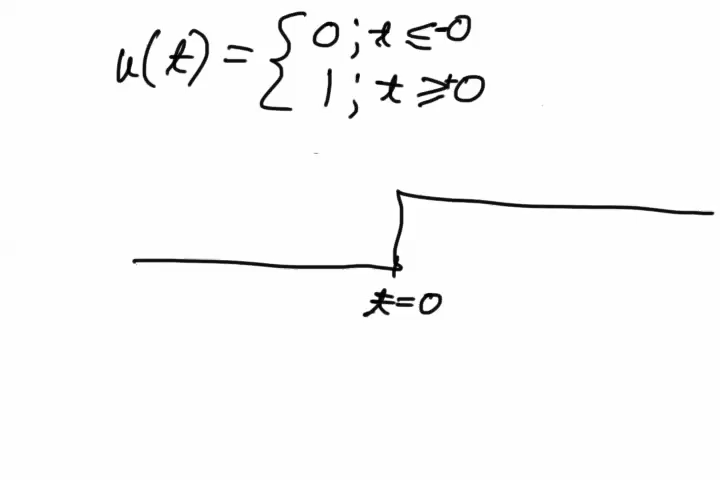 u(t) = { 0 ; t ≤ -0
1 ; t ≥ +0
t = 0